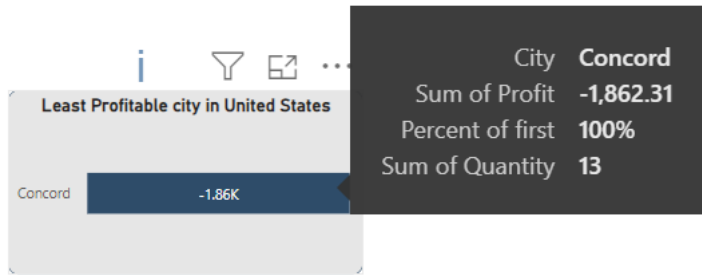 Least Profitable city in United States
Concord
-1.86K
City Concord
Sum of Profit -1,862.31
Percent of first 100%
Sum of Quantity 13